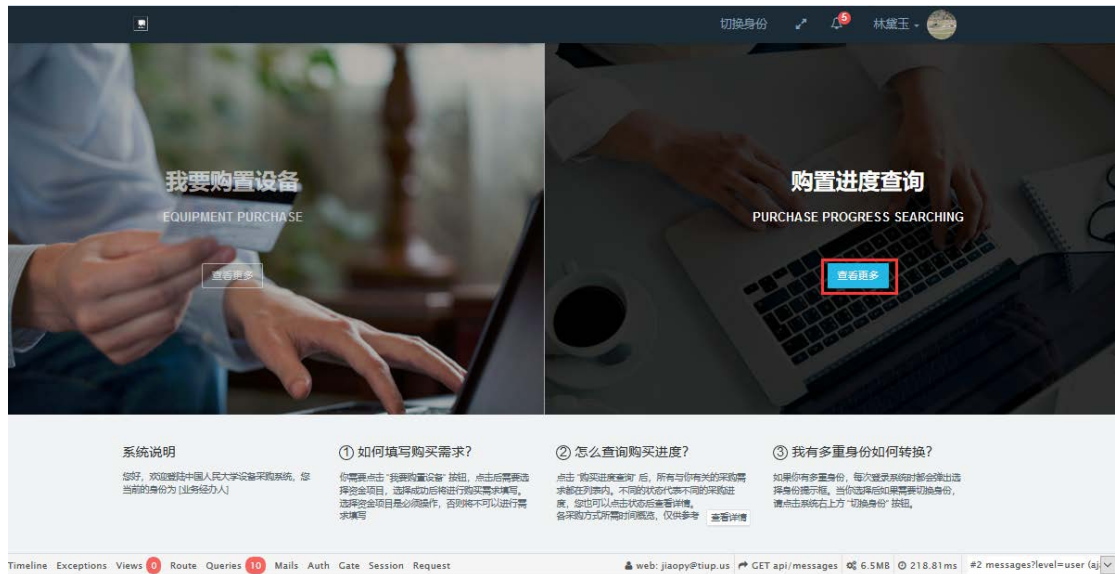 切换身份
5
林黛玉
我要购置设备
EQUIPMENT PURCHASE
查看更多
购置进度查询
PURCHASE PROGRESS SEARCHING
查看更多
系统说明
您好，欢迎登陆中国人民大学设备采购系统，您
当前的身份为 [业务经办人]
① 如何填写购买需求？
你需要点击“我要购置设备”按钮，点击后需要选
择资金项目，选择成功后将进行购买需求填写。
选择资金项目是必须操作，否则将不可以进行需
求填写
② 怎么查询购买进度？
点击“购买进度查询”后，所有与你有关的采购需
求都在列表内。不同的状态代表不同的采购进
度，您也可以点击状态后查看详情。
各采购方式所需时间概览，仅供参考 查看详情
③ 我有多重身份如何转换？
如果你有多重身份，每次登录系统时都会弹出选
择身份提示框。当你选择后如果需要切换身份，
请点击系统右上方“切换身份”按钮。
Timeline Exceptions Views 0 Route Queries 10 Mails Auth Gate Session Request
web: jiaopy@tiup.us GET api/messages 6.5MB 218.81ms #2 messages?level=user (aj